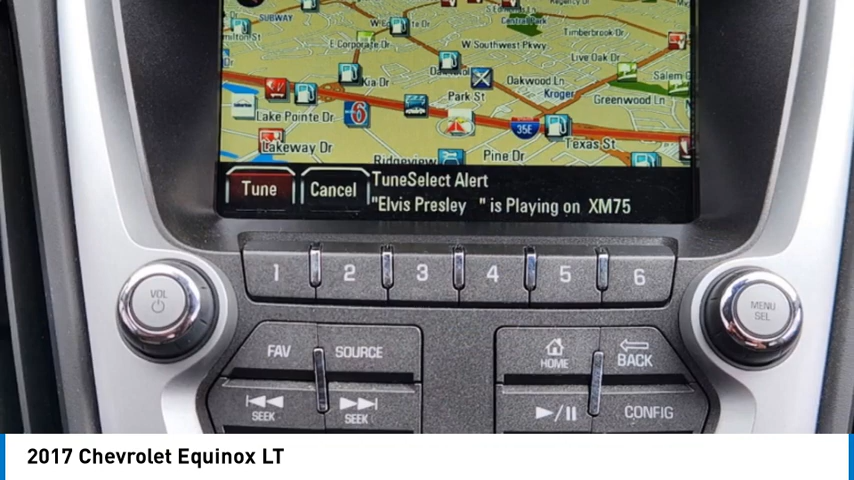 SUBWAY
Timberbrook Dr
E Corporate Dr
W Southwest Pkwy
Live Oak Dr
Kia Dr
Oakwood Ln
Salem
Park St
Kroger
Greenwood Ln
Lake Pointe Dr
6
35E
Lakeway Dr
Texas St
Ridgeview
Pine Dr
Tune
Cancel
TuneSelect Alert
"Elvis Presley " is Playing on XM75
1 2 3 4 5 6
VOL
MENU
SEL
FAV
SOURCE
HOME
BACK
SEEK
SEEK
CONFIG
2017 Chevrolet Equinox LT